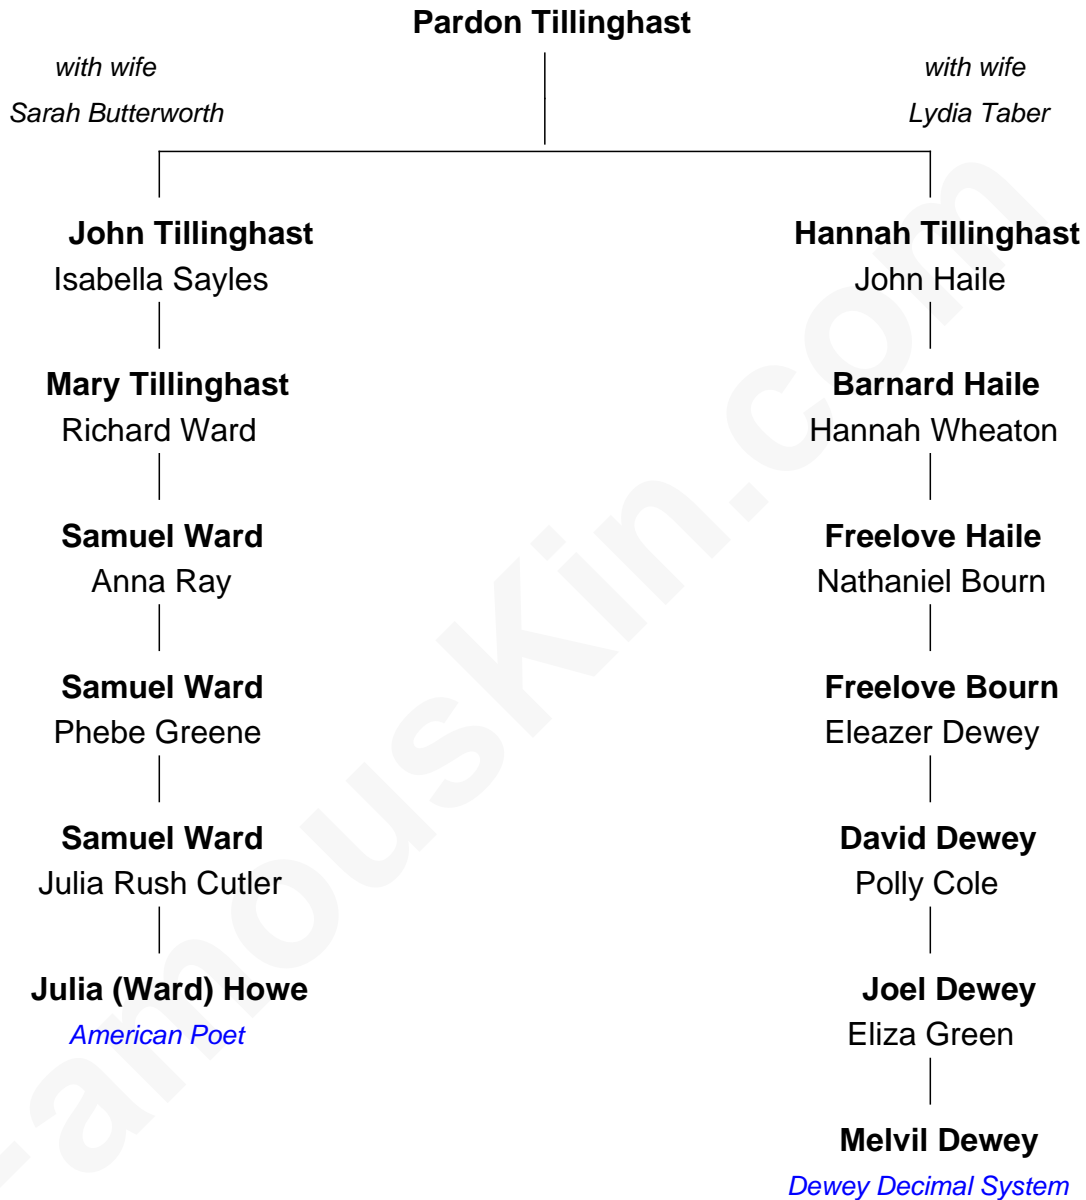 Pardon Tillinghast
with wife
Sarah Butterworth
with wife
Lydia Taber
John Tillinghast
Isabella Sayles
Hannah Tillinghast
John Haile
Mary Tillinghast
Richard Ward
Barnard Haile
Hannah Wheaton
Samuel Ward
Anna Ray
Freelove Haile
Nathaniel Bourn
Samuel Ward
Phebe Greene
Freelove Bourn
Eleazer Dewey
Samuel Ward
Julia Rush Cutler
David Dewey
Polly Cole
Julia (Ward) Howe
American Poet
Joel Dewey
Eliza Green
Melvil Dewey
Dewey Decimal System
FamousKin.com